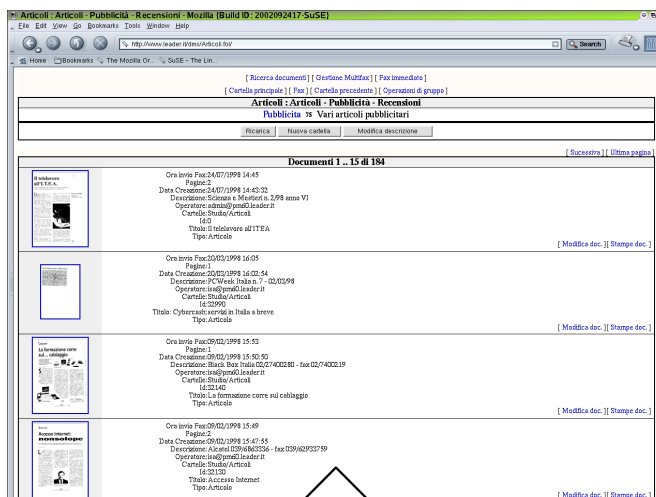 Articoli : Articoli - Pubblicità - Recensioni - Mozilla {Build ID: 2002092417-SuSE}
File Edit View Go Bookmarks Tools Window Help
http://www.leader.it/dms/Articoli.fol/
Search
Home Bookmarks The Mozilla Or... SuSE - The Lin...
[ Ricerca documenti ] [ Gestione Multifax ] [ Fax immediato ]
[ Cartella principale ] [ Fax ] [ Cartella precedente ] [ Operazioni di gruppo ]
Articoli : Articoli - Pubblicità - Recensioni
Pubblicita 75 Vari articoli pubblicitari
Ricarica Nuova cartella Modifica descrizione
[ Sucessiva ] [ Ultima pagina ]
Documenti 1 .. 15 di 184
Il telelavoro
all'I.T.E.A.
Ora invio Fax:24/07/1998 14:45
Pagine:2
Data Creazione:24/07/1998 14:43:32
Descrizione:Scienza e Mestieri n. 2/98 anno VI
Operatore:admin@pm60.leader.it
Cartelle:Studio/Articoli
Id:0
Titolo:Il telelavoro all'ITEA
Tipo:Articolo
[ Modifica doc. ][ Stampe doc. ]
Ora invio Fax:20/03/1998 16:05
Pagine:1
Data Creazione:20/03/1998 16:02:54
Descrizione:PCWeek Italia n. 7 - 02/03/98
Operatore:isa@pm60.leader.it
Cartelle:Studio/Articoli
Id:32990
Titolo: Cybercash:servizi in Italia a breve
Tipo:Articolo
[ Modifica doc. ][ Stampe doc. ]
La formazione corre
sul... cablaggio
Ora invio Fax:09/02/1998 15:53
Pagine:1
Data Creazione:09/02/1998 15:50:50
Descrizione:Black Box Italia 02/27400280 - fax 02/7400219
Operatore:isa@pm60.leader.it
Cartelle:Studio/Articoli
Id:32140
Titolo:La formazione corre sul cablaggio
Tipo:Articolo
[ Modifica doc. ][ Stampe doc. ]
Accesso Internet:
nonsolopc
Ora invio Fax:09/02/1998 15:49
Pagine:2
Data Creazione:09/02/1998 15:47:55
Descrizione:Alcatel 039/6863336 - fax 039/62933759
Operatore:isa@pm60.leader.it
Cartelle:Studio/Articoli
Id:32130
Titolo:Accesso Internet
Tipo:Articolo
[ Modifica doc. ][ Stampe doc. ]